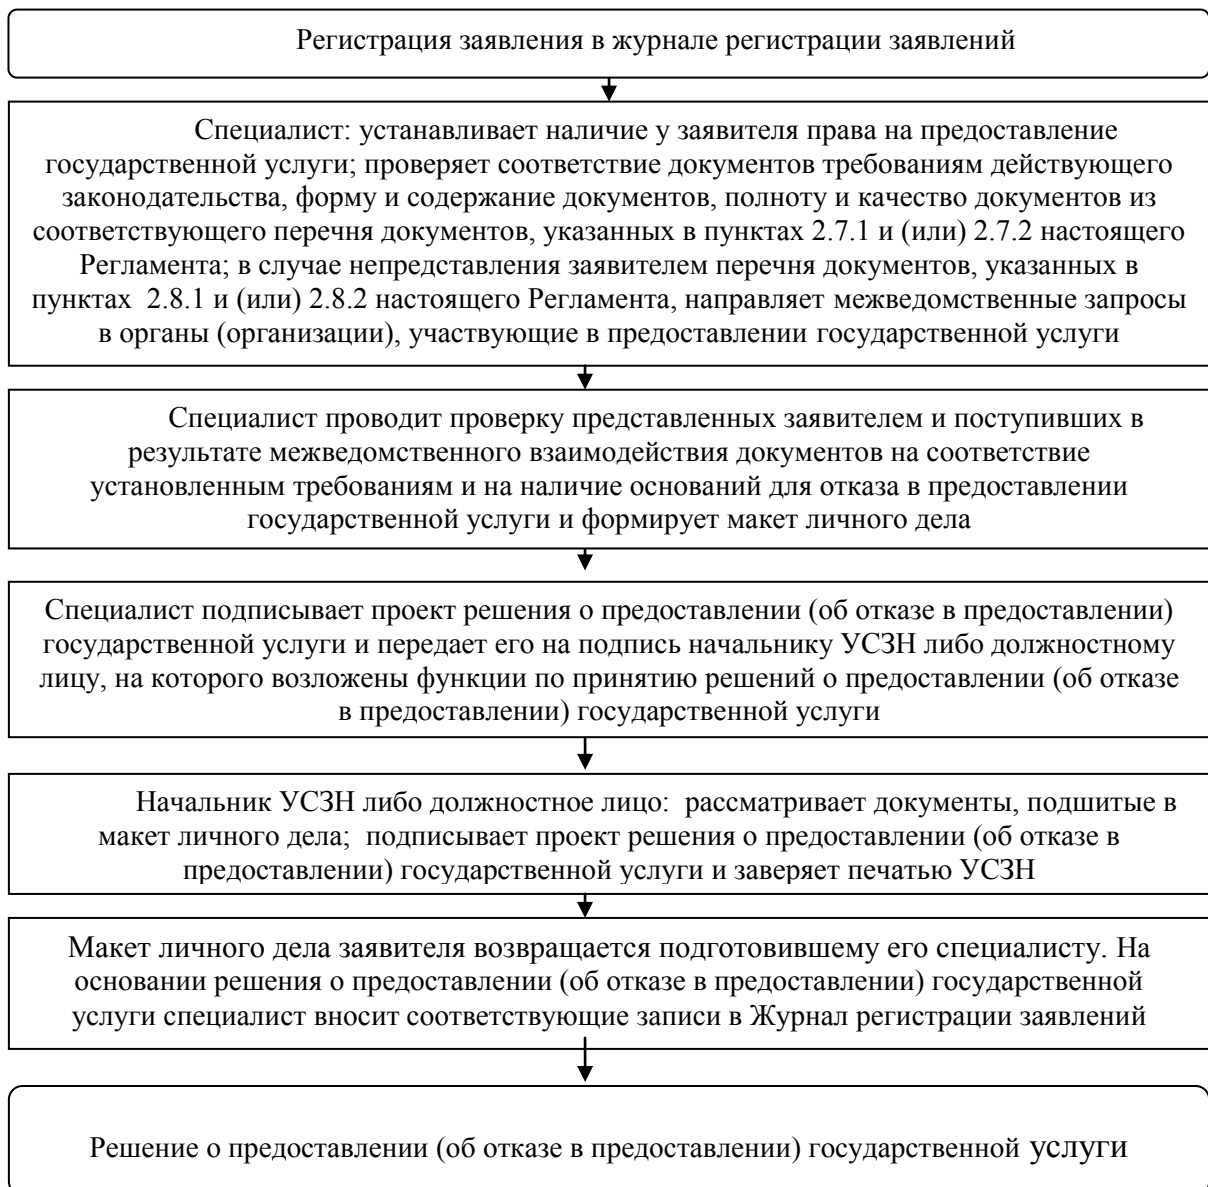 Регистрация заявления в журнале регистрации заявлений
Специалист: устанавливает наличие у заявителя права на предоставление
государственной услуги; проверяет соответствие документов требованиям действующего
законодательства, форму и содержание документов, полноту и качество документов из
соответствующего перечня документов, указанных в пунктах 2.7.1 и (или) 2.7.2 настоящего
Регламента; в случае непредставления заявителем перечня документов, указанных в
пунктах 2.8.1 и (или) 2.8.2 настоящего Регламента, направляет межведомственные запросы
в органы (организации), участвующие в предоставлении государственной услуги
Специалист проводит проверку представленных заявителем и поступивших в
результате межведомственного взаимодействия документов на соответствие
установленным требованиям и на наличие оснований для отказа в предоставлении
государственной услуги и формирует макет личного дела
Специалист подписывает проект решения о предоставлении (об отказе в предоставлении)
государственной услуги и передает его на подпись начальнику УСЗН либо должностному
лицу, на которого возложены функции по принятию решений о предоставлении (об отказе
в предоставлении) государственной услуги
Начальник УСЗН либо должностное лицо: рассматривает документы, подшитые в
макет личного дела; подписывает проект решения о предоставлении (об отказе в
предоставлении) государственной услуги и заверяет печатью УСЗН
Макет личного дела заявителя возвращается подготовившему его специалисту. На
основании решения о предоставлении (об отказе в предоставлении) государственной
услуги специалист вносит соответствующие записи в Журнал регистрации заявлений
Решение о предоставлении (об отказе в предоставлении) государственной услуги